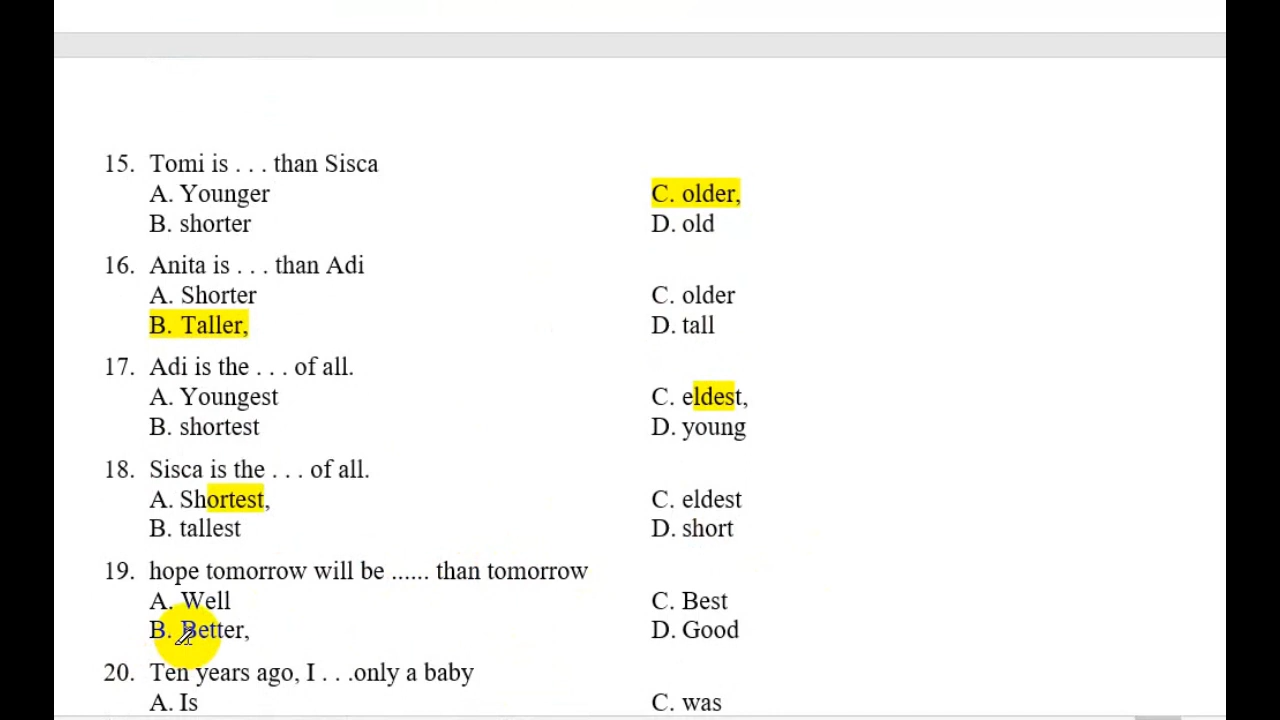 15. Tomi is . . . than Sisca
A. Younger C. older,
B. shorter D. old
16. Anita is . . . than Adi
A. Shorter C. older
B. Taller, D. tall
17. Adi is the . . . of all.
A. Youngest C. eldest,
B. shortest D. young
18. Sisca is the . . . of all.
A. Shortest, C. eldest
B. tallest D. short
19. hope tomorrow will be ...... than tomorrow
A. Well C. Best
B. Better, D. Good
20. Ten years ago, I . . .only a baby
A. Is C. was